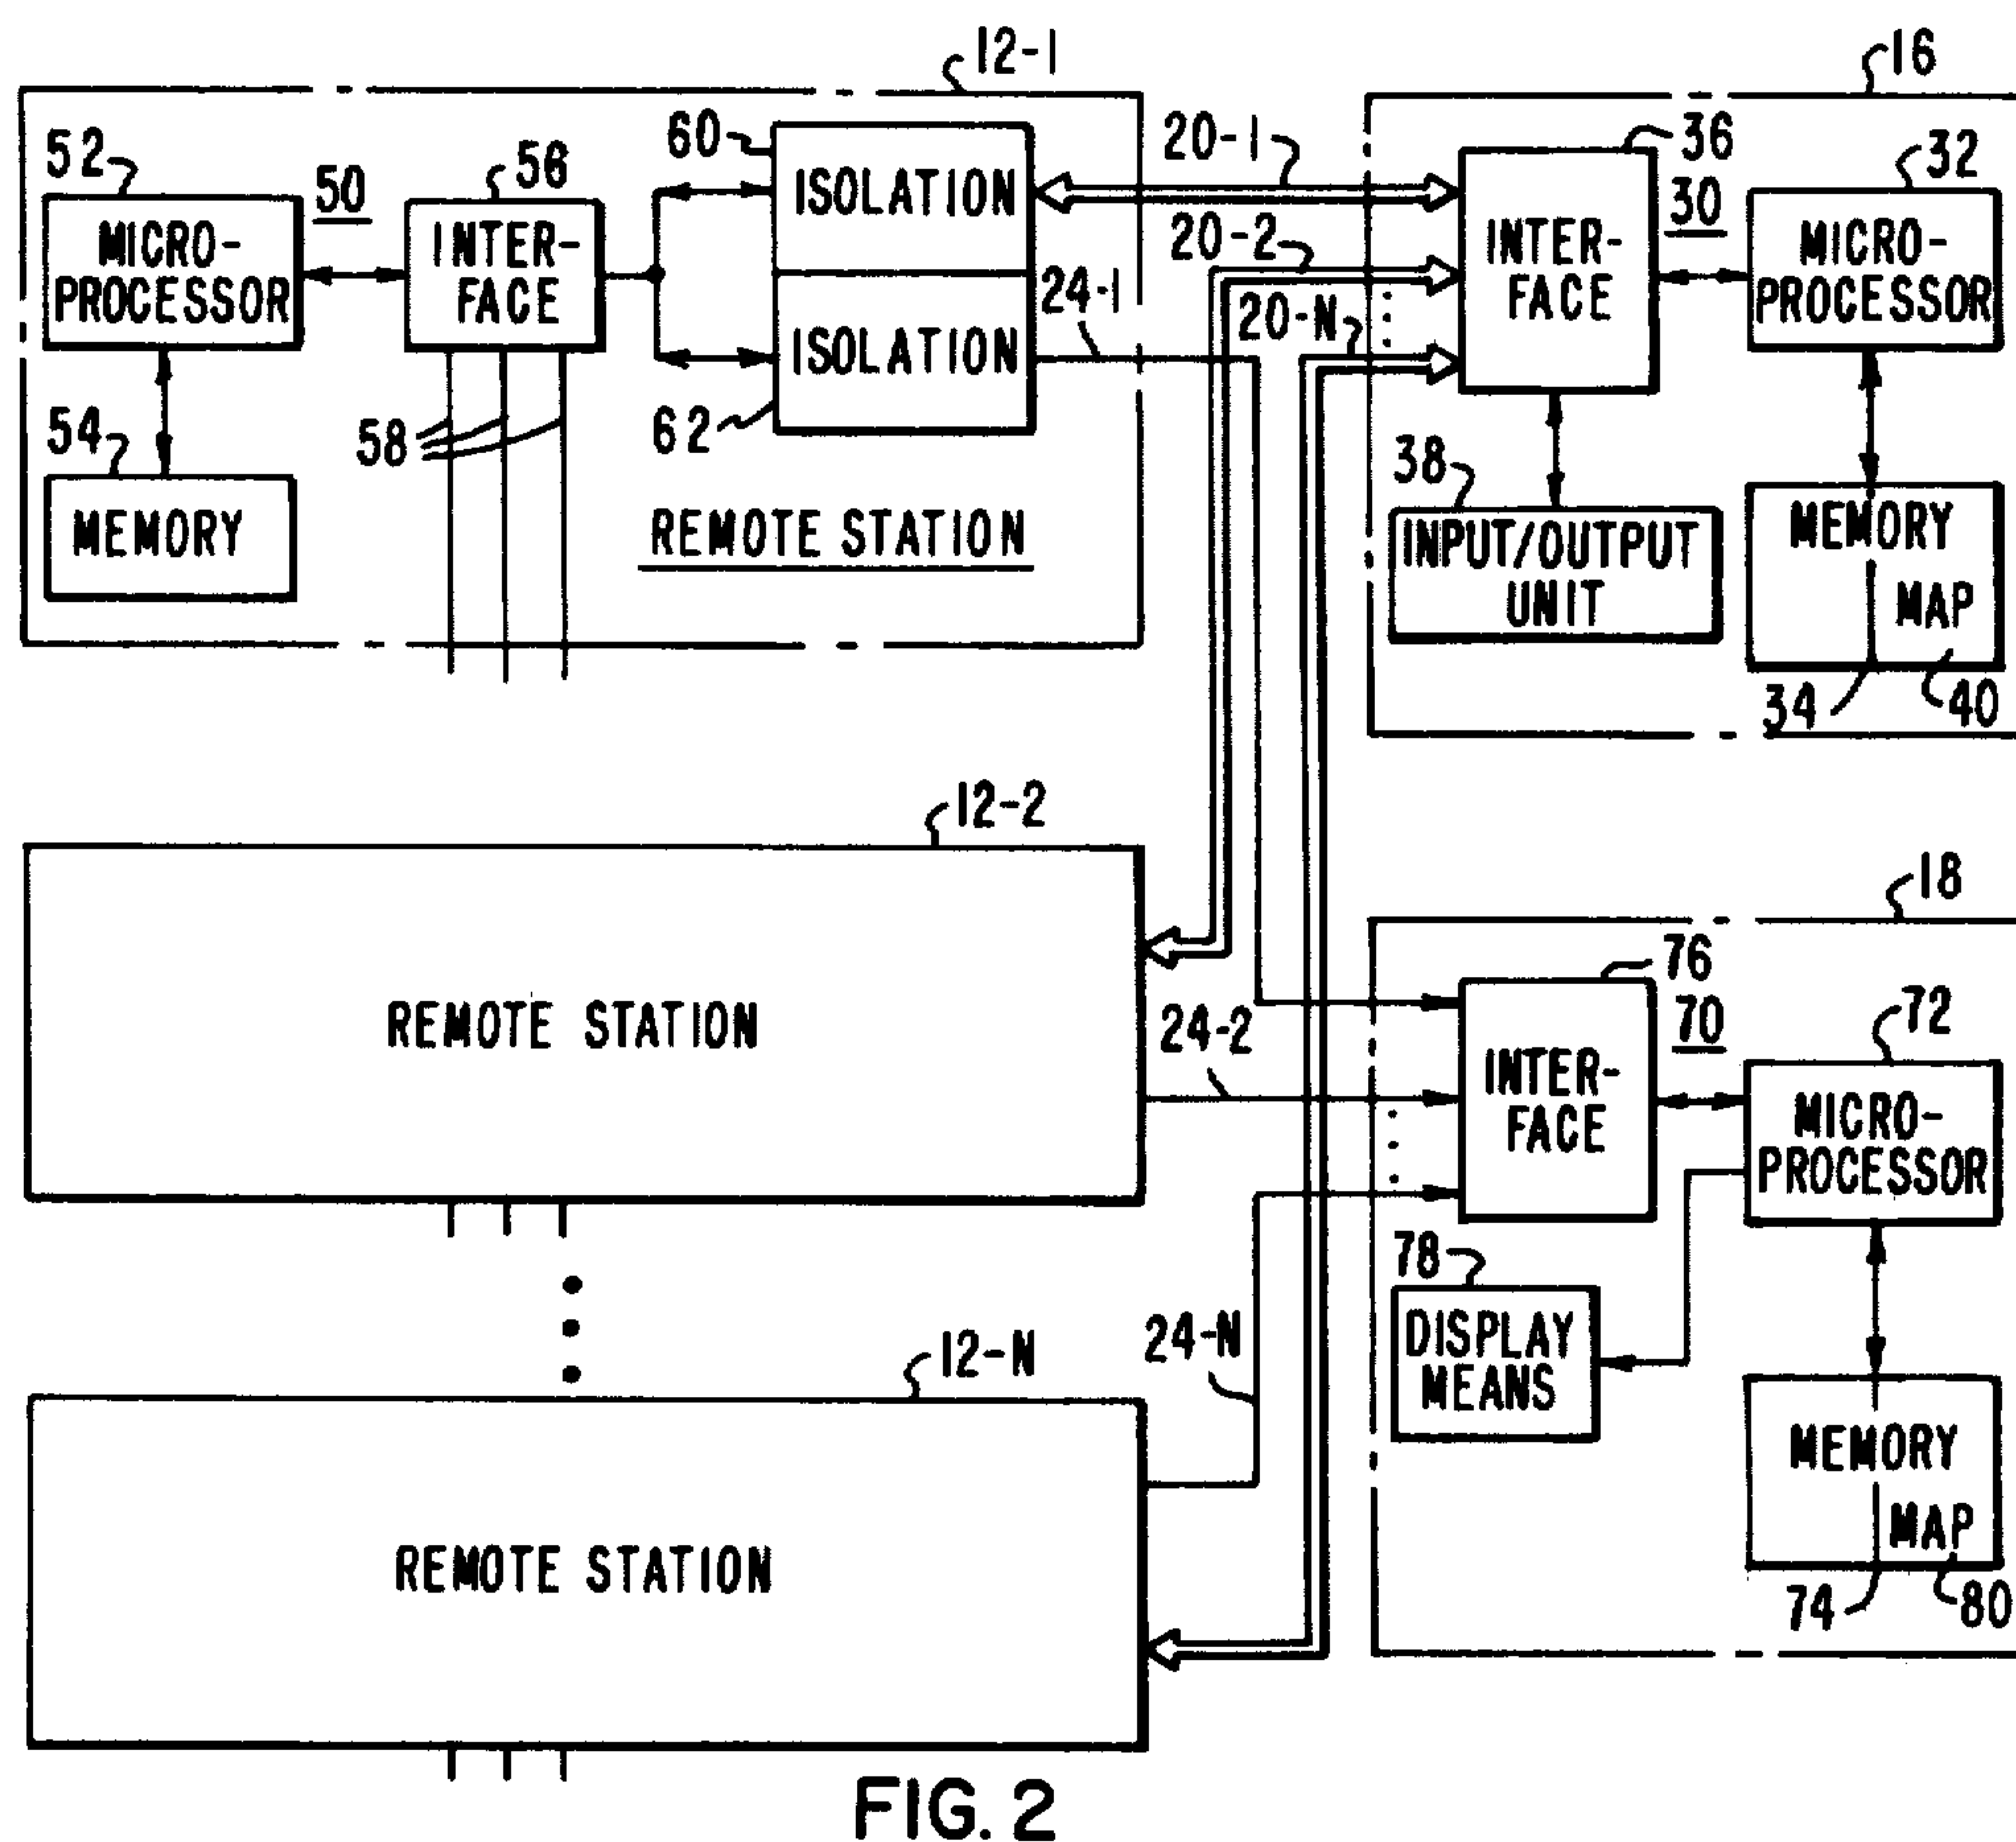 12-1
52
MICRO-
PROCESSOR
50
56
INTER-
FACE
60
ISOLATION
ISOLATION
62
24-1
54
MEMORY
58
REMOTE STATION
20-1
20-2
20-N
16
36
INTER-
FACE
30
32
MICRO-
PROCESSOR
38
INPUT/OUTPUT
UNIT
MEMORY
MAP
34
40
12-2
REMOTE STATION
24-2
12-N
REMOTE STATION
24-N
18
76
INTER-
FACE
70
72
MICRO-
PROCESSOR
78
DISPLAY
MEANS
MEMORY
MAP
74
80
FIG. 2